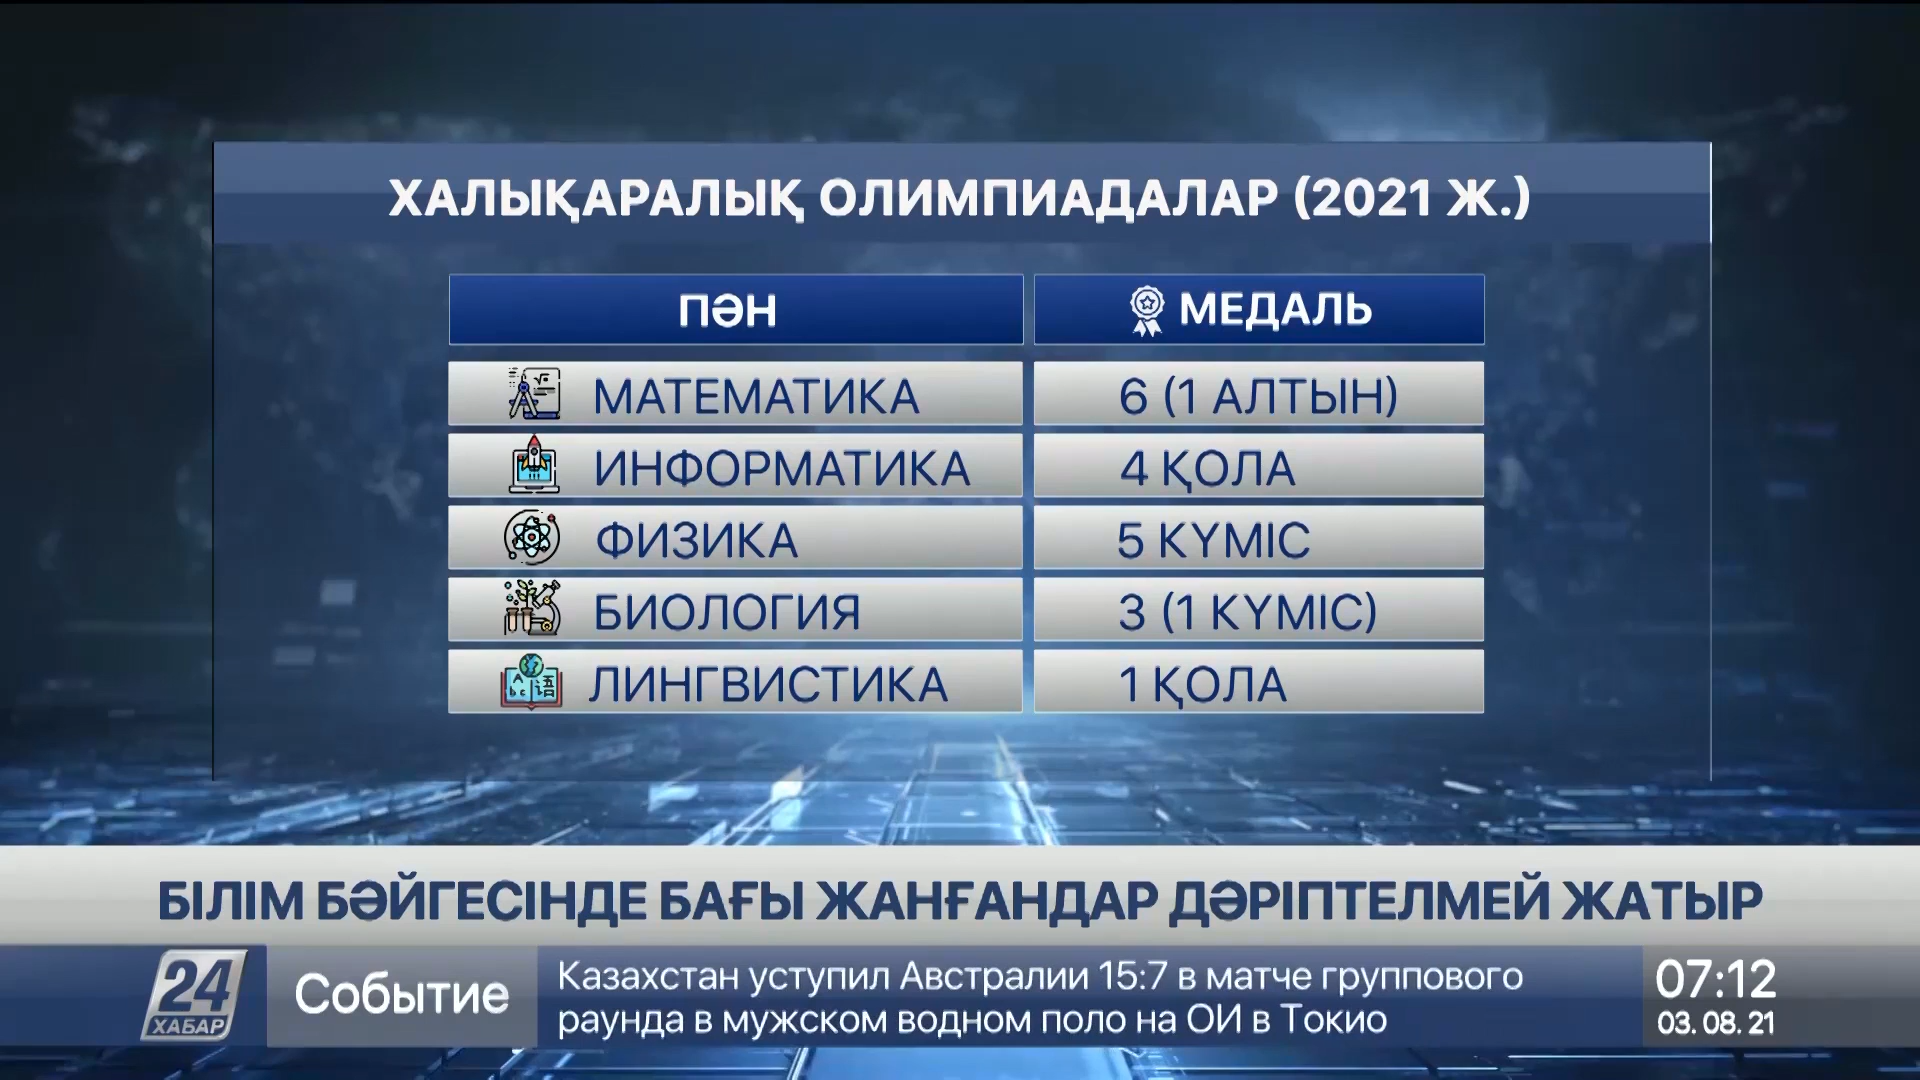 ХАЛЫҚАРАЛЫҚ ОЛИМПИАДАЛАР (2021 Ж.)
ПӘН МЕДАЛЬ
МАТЕМАТИКА 6 (1 АЛТЫН)
ИНФОРМАТИКА 4 ҚОЛА
ФИЗИКА 5 КҮМІС
БИОЛОГИЯ 3 (1 КҮМІС)
ЛИНГВИСТИКА 1 ҚОЛА
БІЛІМ БӘЙГЕСІНДЕ БАҒЫ ЖАНҒАНДАР ДӘРІПТЕЛМЕЙ ЖАТЫР
24
ХАБАР
Событие
Казахстан уступил Австралии 15:7 в матче группового
раунда в мужском водном поло на ОИ в Токио
07:12
03. 08. 21